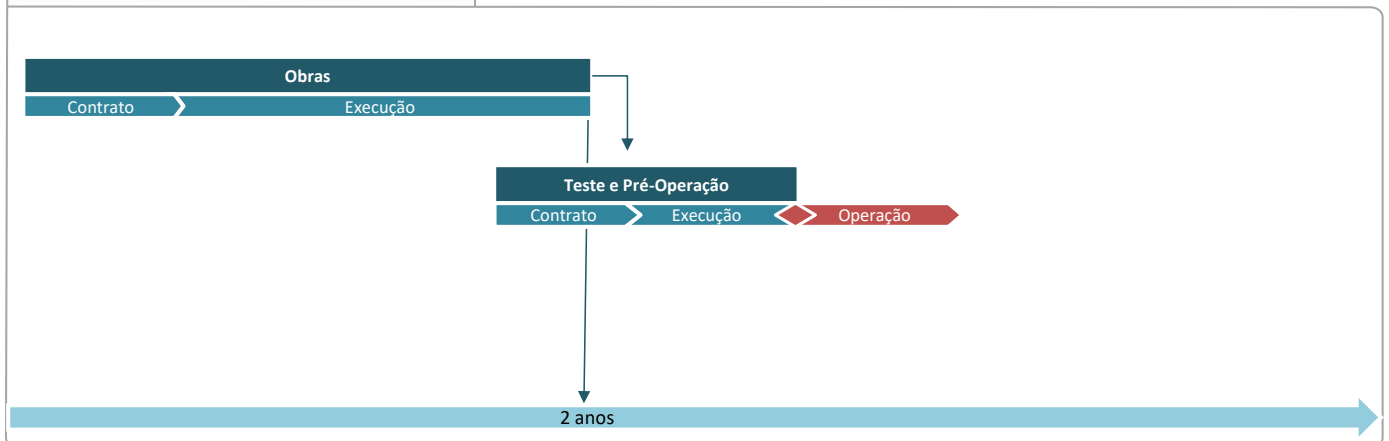 Obras
Contrato
Execução
Teste e Pré-Operação
Contrato
Execução
Operação
2 anos